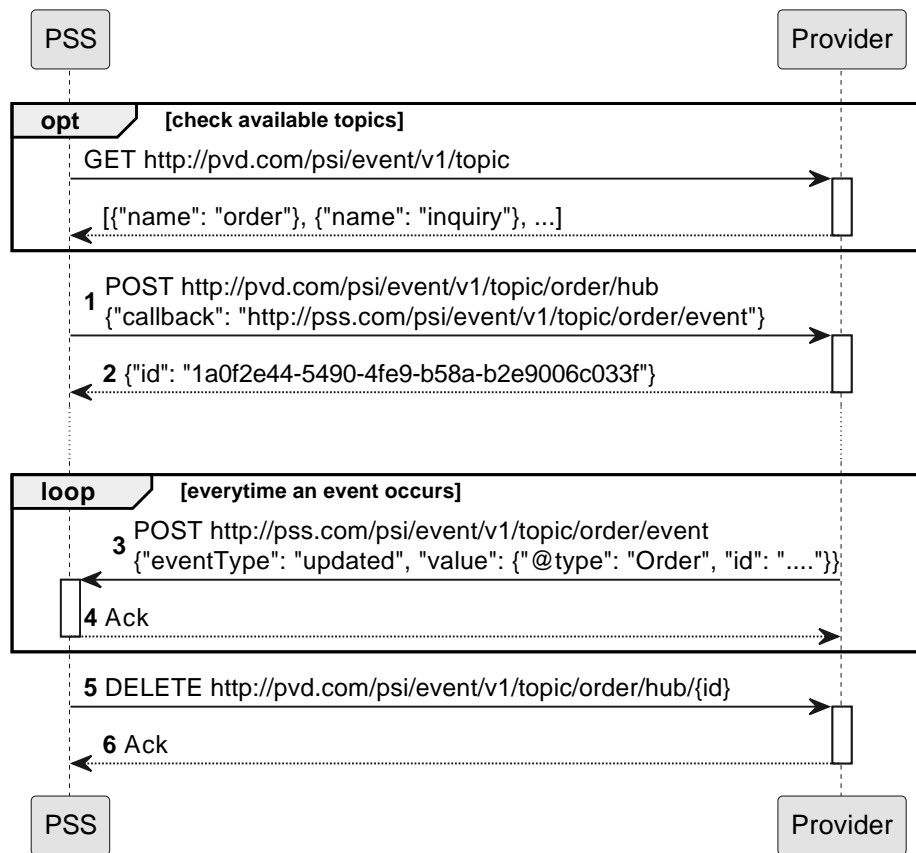 PSS Provider
opt [check available topics]
GET http://pvd.com/psi/event/v1/topic
[{"name": "order"}, {"name": "inquiry"}, ...]
1 POST http://pvd.com/psi/event/v1/topic/order/hub
{"callback": "http://pss.com/psi/event/v1/topic/order/event"}
2 {"id": "1a0f2e44-5490-4fe9-b58a-b2e9006c033f"}
loop [everytime an event occurs]
3 POST http://pss.com/psi/event/v1/topic/order/event
{"eventType": "updated", "value": {"@type": "Order", "id": "...."}}
4 Ack
5 DELETE http://pvd.com/psi/event/v1/topic/order/hub/{id}
6 Ack
PSS Provider